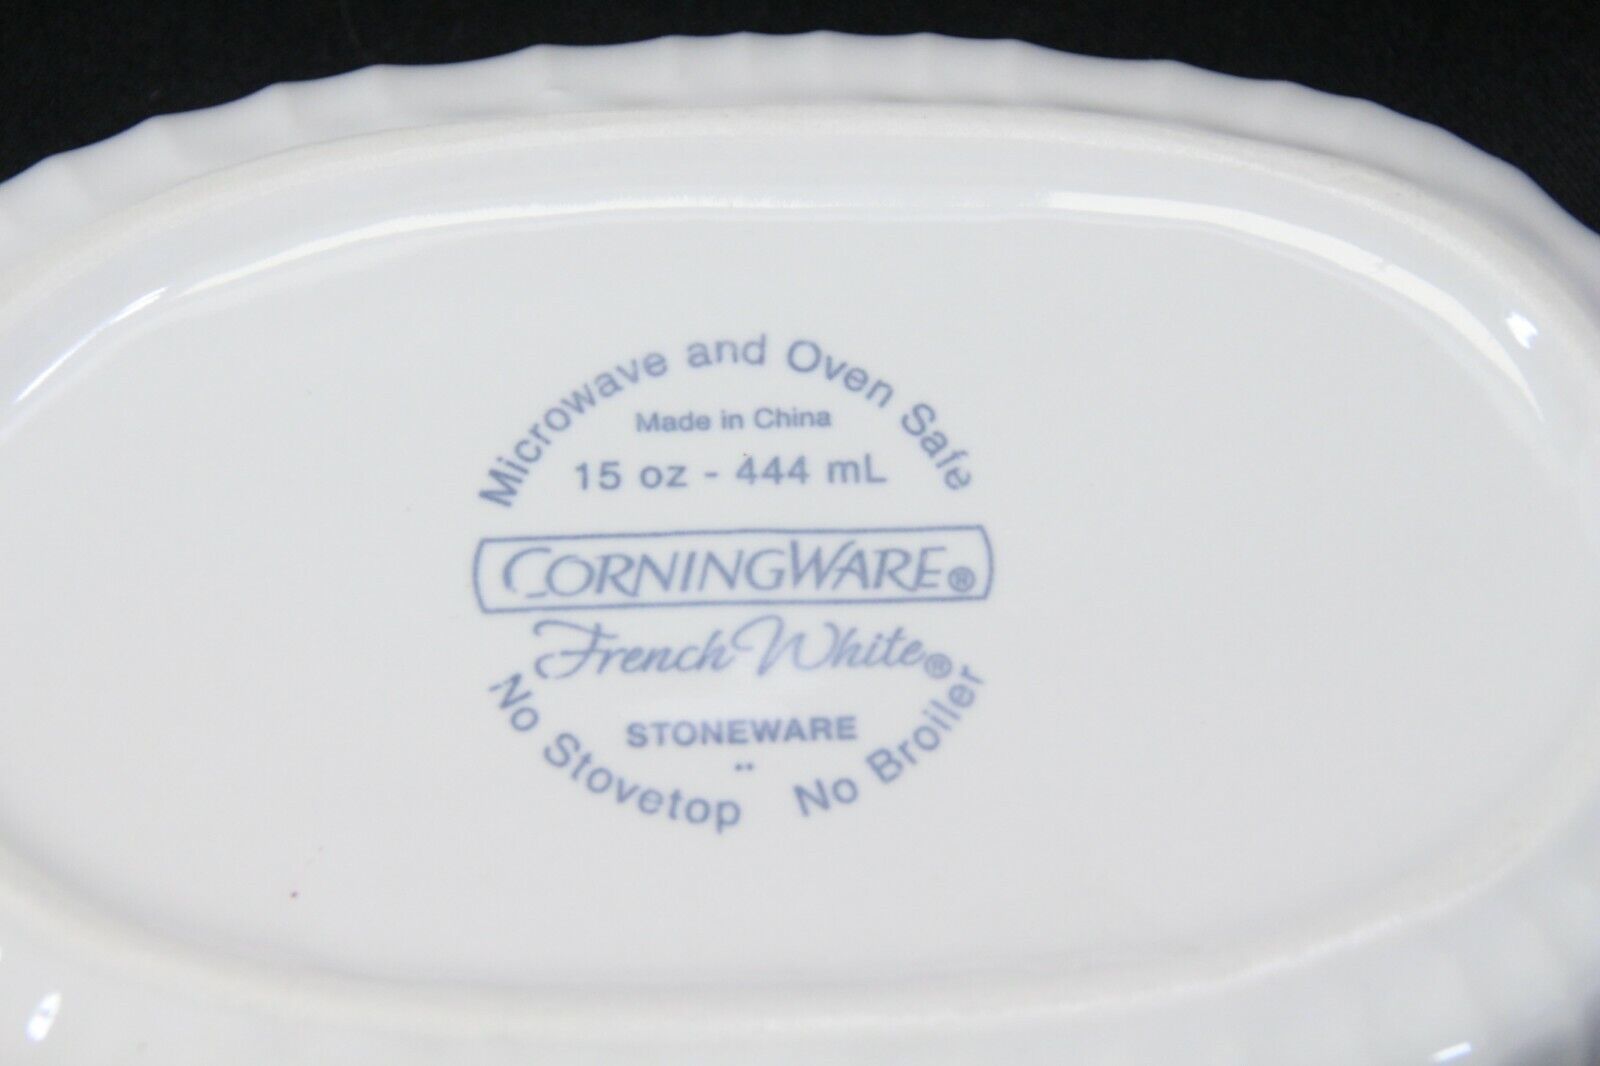 Microwave and Oven Safe
Made in China
15 oz - 444 mL
CORNINGWARE®
French White®
STONEWARE
No Stovetop No Broiler